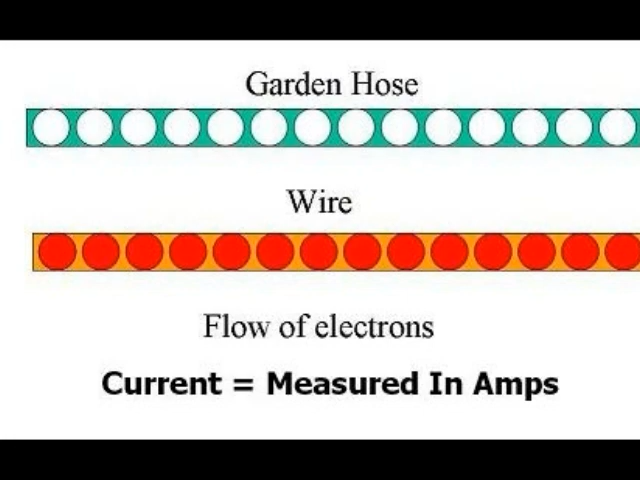 Garden Hose
Wire
Flow of electrons
Current = Measured In Amps